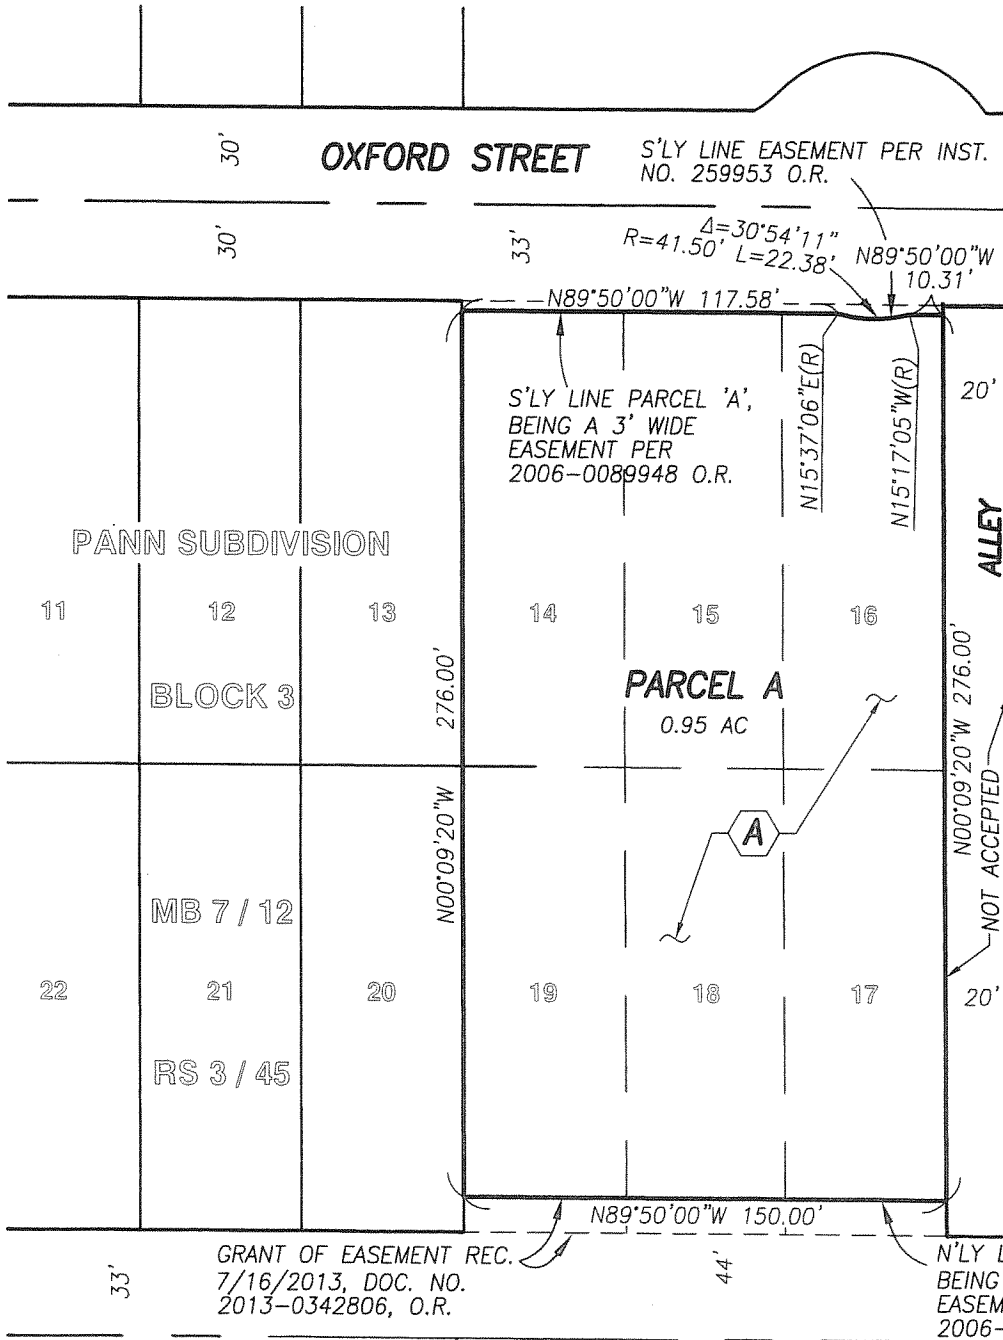 30'
OXFORD STREET
S'LY LINE EASEMENT PER INST.
NO. 259953 O.R.
30'
33'
Δ=30°54'11"
R=41.50' L=22.38'
N89°50'00"W
10.31'
N89°50'00"W 117.58'
S'LY LINE PARCEL 'A',
BEING A 3' WIDE
EASEMENT PER
2006-0089948 O.R.
N15°37'06"E(R)
N15°17'05"W(R)
20'
ALLEY
PANN SUBDIVISION
11
12
13
14
15
16
BLOCK 3
276.00'
N00°09'20"W
PARCEL A
0.95 AC
N00°09'20"W 276.00'
NOT ACCEPTED
A
MB 7 / 12
22
21
20
19
18
17
20'
RS 3 / 45
N89°50'00"W 150.00'
GRANT OF EASEMENT REC.
7/16/2013, DOC. NO.
2013-0342806, O.R.
33'
44'
N'LY L
BEING
EASEM
2006-